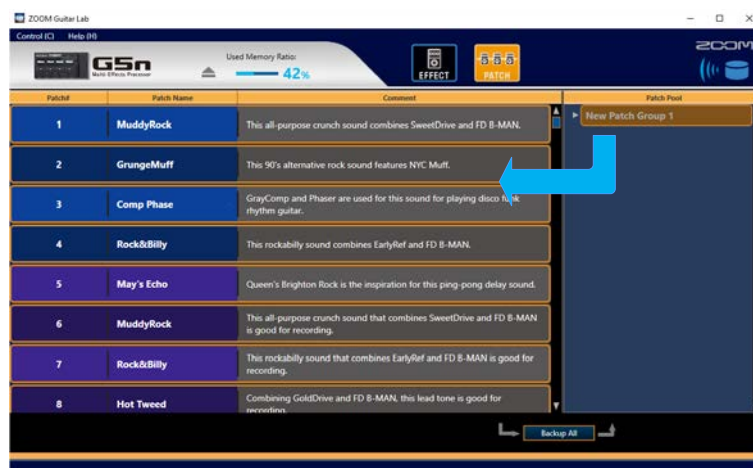 ZOOM Guitar Lab
Control (C) Help (H)
ZOOM
G5n
Multi Effects Processor
Used Memory Ratio:
42%
EFFECT
PATCH
Patch# Patch Name Comment Patch Pool
1 MuddyRock This all-purpose crunch sound combines SweetDrive and FD B-MAN.
New Patch Group 1
2 GrungeMuff This 90's alternative rock sound features NYC Muff.
3 Comp Phase GrayComp and Phaser are used for this sound for playing disco funk
rhythm guitar.
4 Rock&Billy This rockabilly sound combines EarlyRef and FD B-MAN.
5 May's Echo Queen's Brighton Rock is the inspiration for this ping-pong delay sound.
6 MuddyRock This all-purpose crunch sound that combines SweetDrive and FD B-MAN
is good for recording.
7 Rock&Billy This rockabilly sound that combines EarlyRef and FD B-MAN is good for
recording.
8 Hot Tweed Combining GoldDrive and FD B-MAN, this lead tone is good for
recording.
Backup All